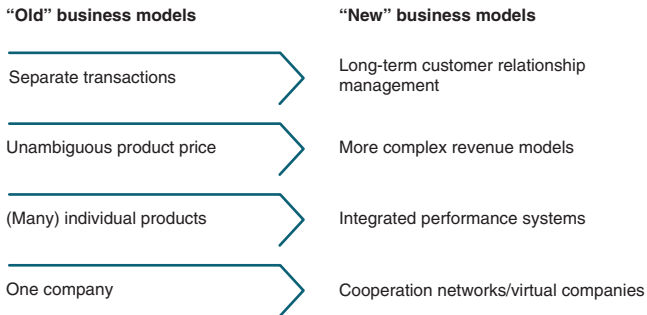 “Old” business models
“New” business models
Separate transactions
Long-term customer relationship
management
Unambiguous product price
More complex revenue models
(Many) individual products
Integrated performance systems
One company
Cooperation networks/virtual companies